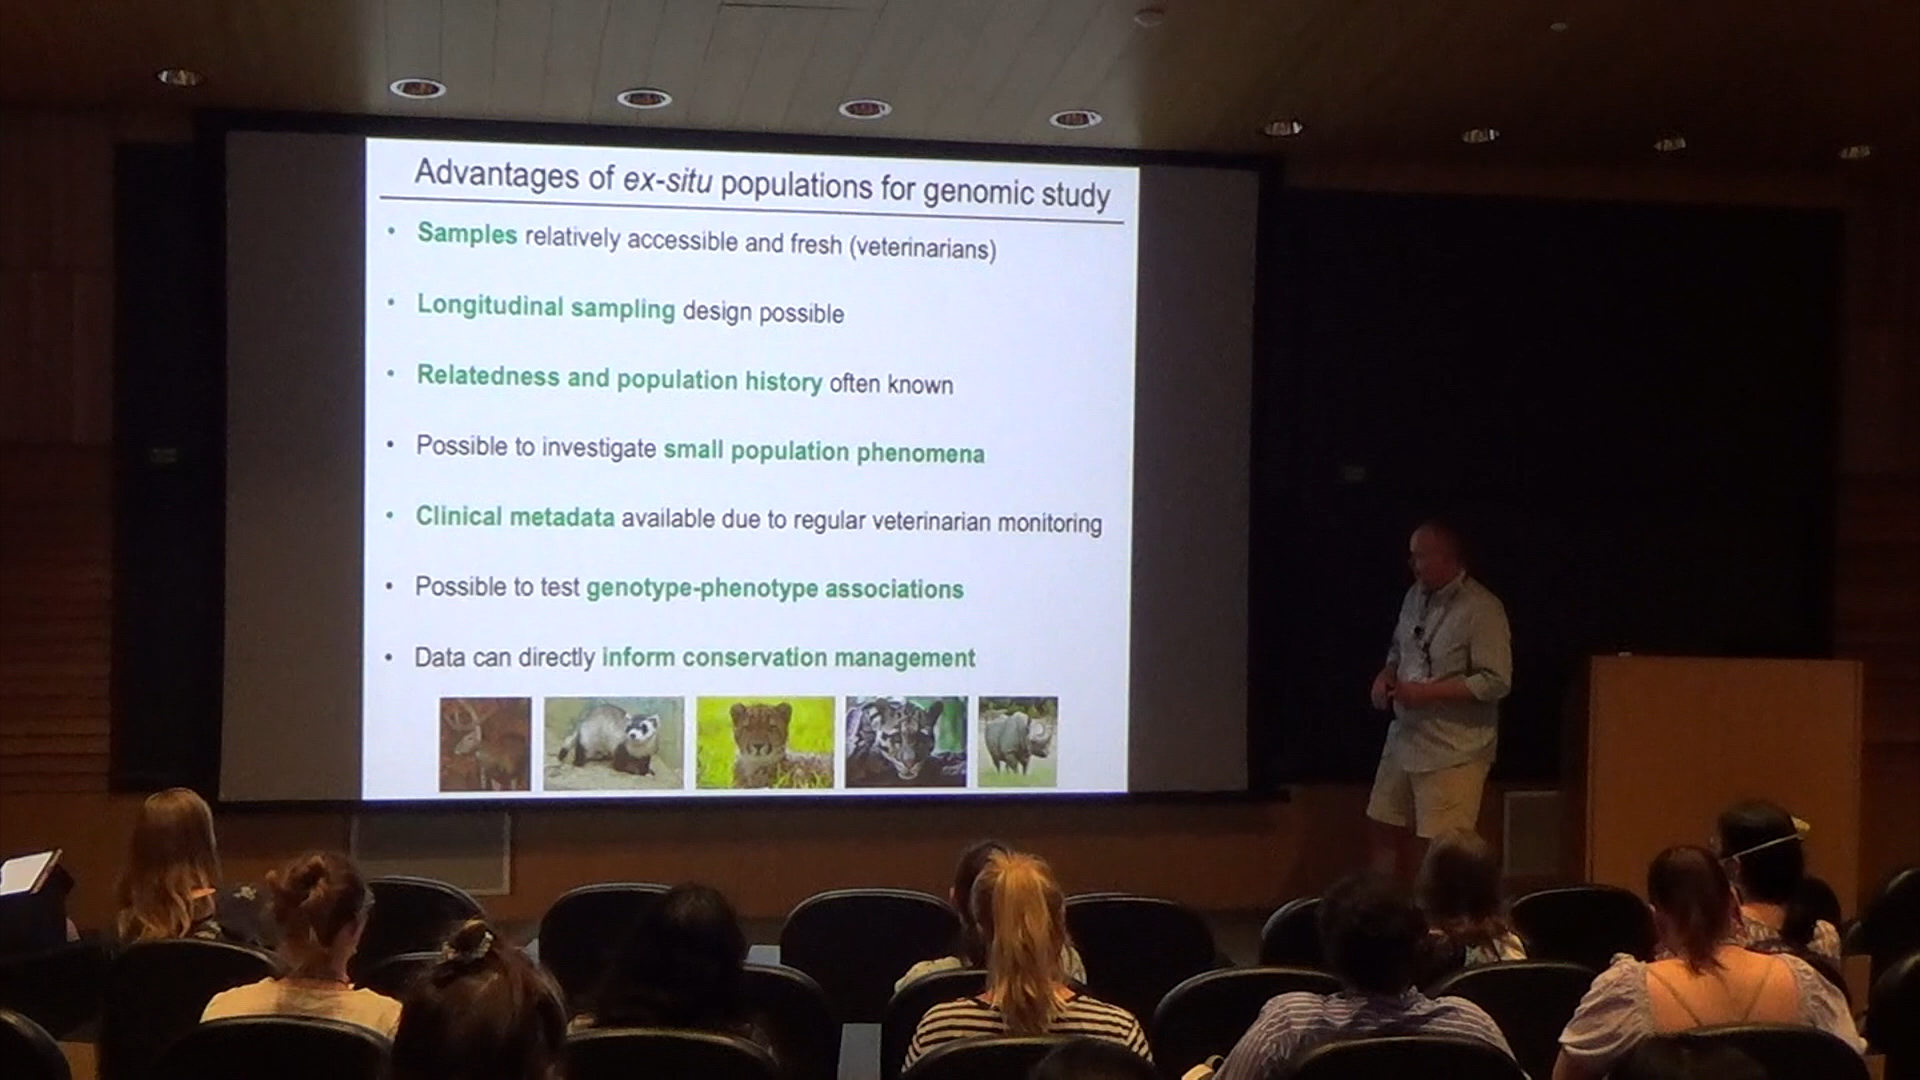 Advantages of ex-situ populations for genomic study
• Samples relatively accessible and fresh (veterinarians)
• Longitudinal sampling design possible
• Relatedness and population history often known
• Possible to investigate small population phenomena
• Clinical metadata available due to regular veterinarian monitoring
• Possible to test genotype-phenotype associations
• Data can directly inform conservation management